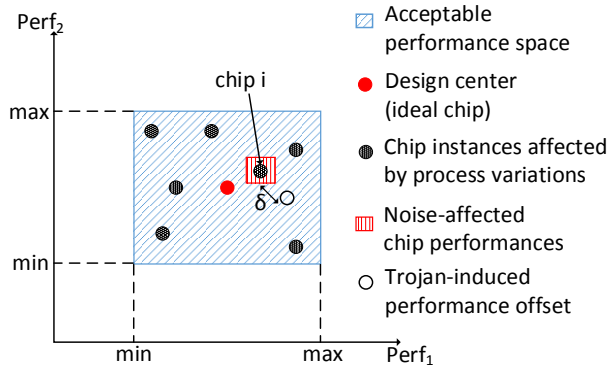 Perf2
max
min
min
max
Perf1
chip i
δ
Acceptable
performance space
Design center
(ideal chip)
Chip instances affected
by process variations
Noise-affected
chip performances
Trojan-induced
performance offset